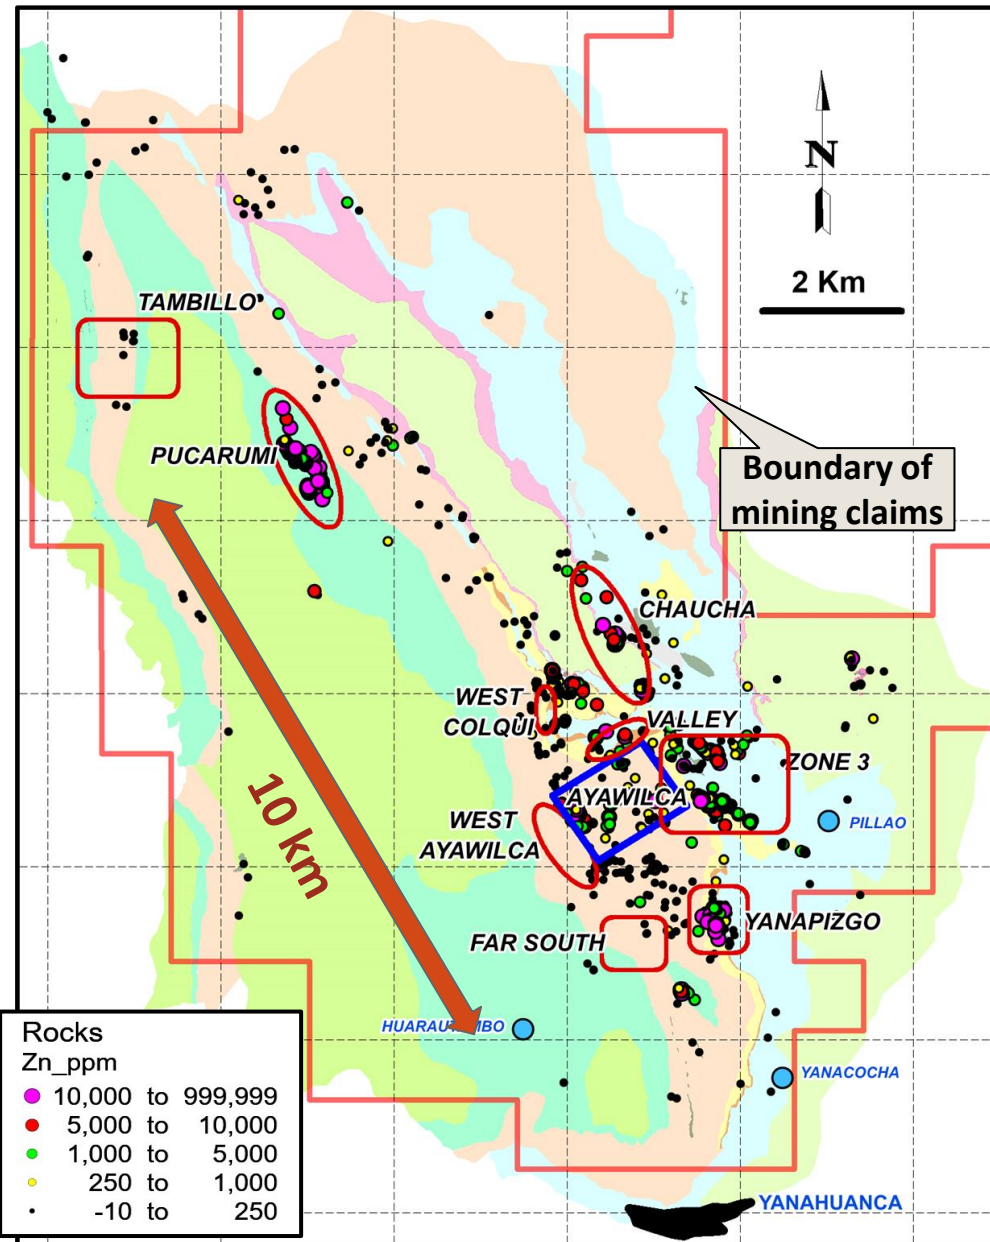 N
2 Km
TAMBILLO
PUCARUMI
Boundary of
mining claims
CHAUCHA
WEST
COLQUI
VALLEY
ZONE 3
AYAWILCA
PILLAO
WEST
AYAWILCA
10 km
YANAPIZGO
FAR SOUTH
HUARAUTAMBO
YANACOCHA
YANAHUANCA
Rocks
Zn_ppm
10,000 to 999,999
5,000 to 10,000
1,000 to 5,000
250 to 1,000
-10 to 250